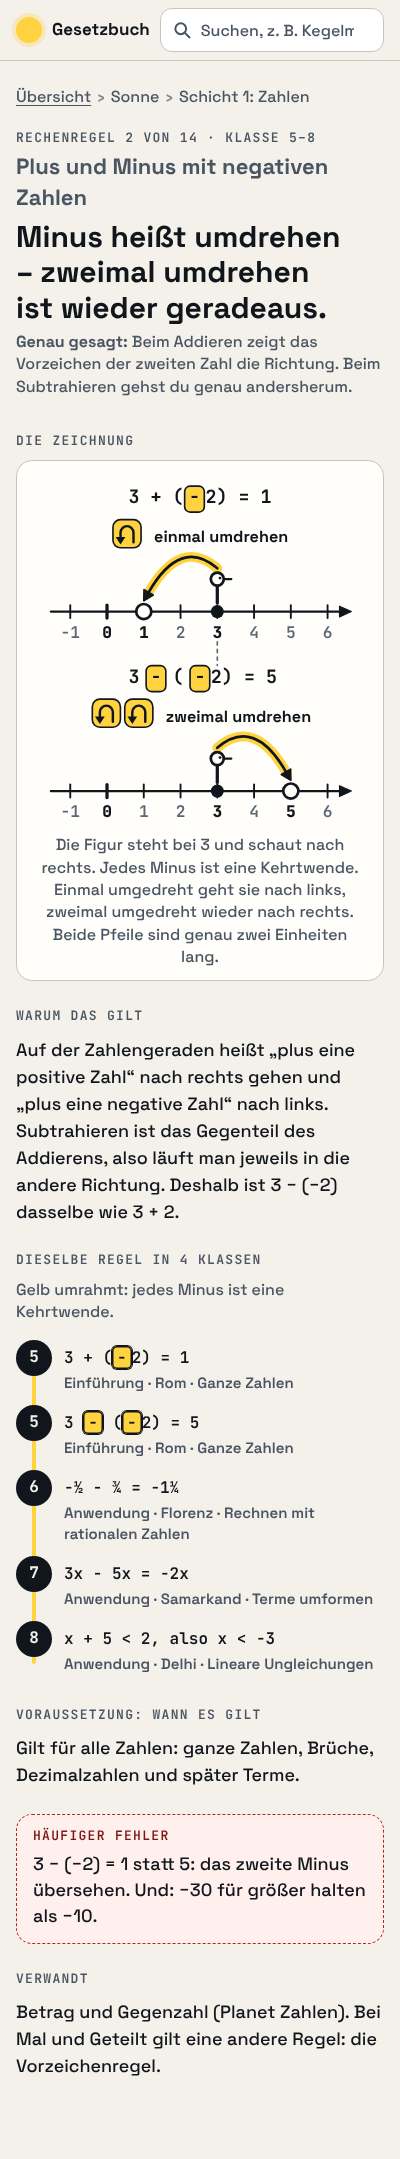 Gesetzbuch
Suchen, z. B. Kegelm
Übersicht > Sonne > Schicht 1: Zahlen
RECHENREGEL 2 VON 14 · KLASSE 5–8
Plus und Minus mit negativen
Zahlen
Minus heißt umdrehen
– zweimal umdrehen
ist wieder geradeaus.
Genau gesagt: Beim Addieren zeigt das
Vorzeichen der zweiten Zahl die Richtung. Beim
Subtrahieren gehst du genau andersherum.
DIE ZEICHNUNG
3 + (-2) = 1
einmal umdrehen
-1 0 1 2 3 4 5 6
3 - (-2) = 5
zweimal umdrehen
-1 0 1 2 3 4 5 6
Die Figur steht bei 3 und schaut nach
rechts. Jedes Minus ist eine Kehrtwende.
Einmal umgedreht geht sie nach links,
zweimal umgedreht wieder nach rechts.
Beide Pfeile sind genau zwei Einheiten
lang.
WARUM DAS GILT
Auf der Zahlengeraden heißt „plus eine
positive Zahl“ nach rechts gehen und
„plus eine negative Zahl“ nach links.
Subtrahieren ist das Gegenteil des
Addierens, also läuft man jeweils in die
andere Richtung. Deshalb ist 3 − (−2)
dasselbe wie 3 + 2.
DIESELBE REGEL IN 4 KLASSEN
Gelb umrahmt: jedes Minus ist eine
Kehrtwende.
5 3 + (-2) = 1
Einführung · Rom · Ganze Zahlen
5 3 - (-2) = 5
Einführung · Rom · Ganze Zahlen
6 -½ - ¾ = -1¼
Anwendung · Florenz · Rechnen mit
rationalen Zahlen
7 3x - 5x = -2x
Anwendung · Samarkand · Terme umformen
8 x + 5 < 2, also x < -3
Anwendung · Delhi · Lineare Ungleichungen
VORAUSSETZUNG: WANN ES GILT
Gilt für alle Zahlen: ganze Zahlen, Brüche,
Dezimalzahlen und später Terme.
HÄUFIGER FEHLER
3 − (−2) = 1 statt 5: das zweite Minus
übersehen. Und: −30 für größer halten
als −10.
VERWANDT
Betrag und Gegenzahl (Planet Zahlen). Bei
Mal und Geteilt gilt eine andere Regel: die
Vorzeichenregel.